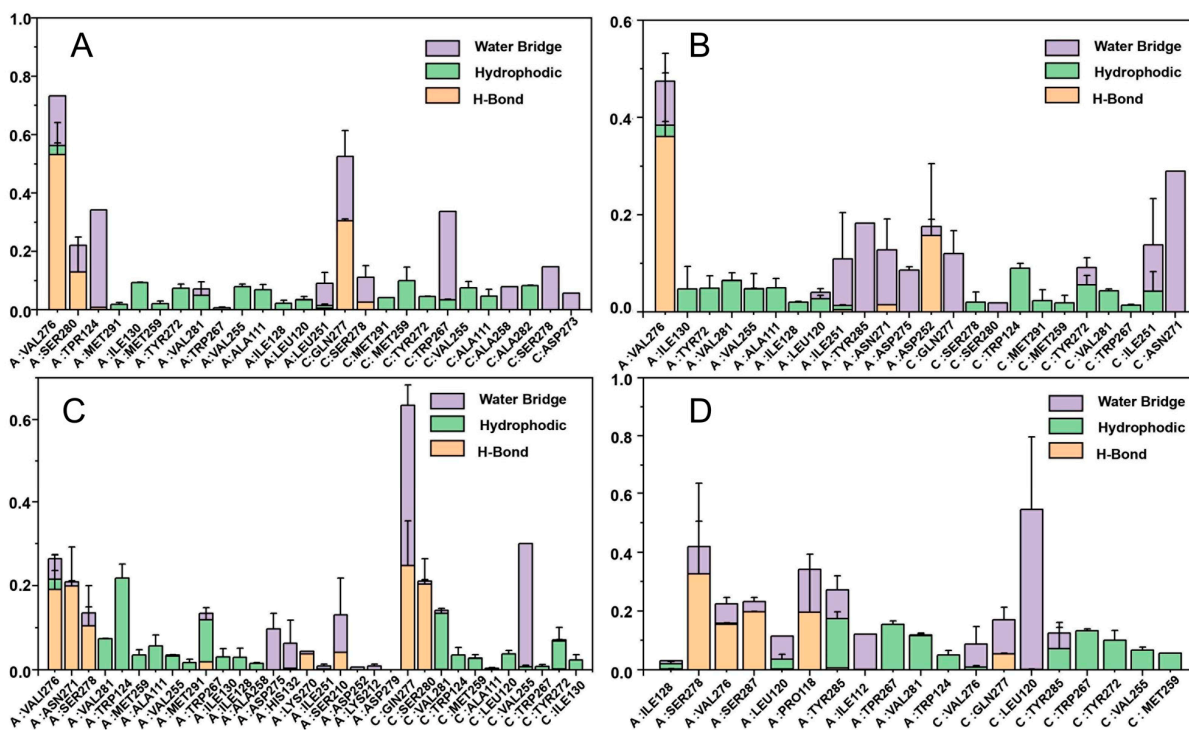 A
1.0
0.8
0.6
0.4
0.2
0.0
Water Bridge
Hydrophodic
H-Bond
A :VAL276
A :SER280
A :TPR124
A :MET291
A :ILE130
A :MET259
A :TYR272
A :VAL281
A :TRP267
A :VAL255
A :ALA111
A :ILE128
A :LEU120
A :LEU251
C:GLN277
C:SER278
C:MET291
C:MET259
C:TYR272
C:TRP267
C:VAL255
C:ALA111
C:ALA258
C:ALA282
C:SER278
C:ASP273
B
0.6
0.4
0.2
0.0
Water Bridge
Hydrophodic
H-Bond
A :VAL276
A :ILE130
A :TYR72
A :VAL281
A :VAL255
A :ALA111
A :ILE128
A :LEU120
A :ILE251
A :TYR285
A :ASN271
A :ASP275
A :ASP252
C :GLN277
C :SER278
C :SER280
C :TRP124
C :MET291
C :MET259
C :TYR272
C :VAL281
C :TRP267
C :ILE251
C :ASN271
C
0.6
0.4
0.2
0.0
Water Bridge
Hydrophodic
H-Bond
A :VAL276
A :ASN271
A :SER278
A :VAL281
A :TRP124
A :MET259
A :ALA111
A :VAL255
A :MET291
A :TRP267
A :ILE130
A :ILE128
A :ALA258
A :ASP275
A :HIS139
A :LYS270
A :ILE251
A :SER210
A :ASP252
A :LYS12
A :ASP279
C :GIN277
C :SER280
C :VAL281
C :TRP124
C :MET259
C :ALA111
C :LEU120
C :VAL255
C :TRP267
C :TYR272
C :ILE130
D
1.0
0.8
0.6
0.4
0.2
0.0
Water Bridge
Hydrophodic
H-Bond
A :ILE128
A :SER278
A :VAL276
A :SER287
A :LEU120
A :PRO118
A :TYR285
A :ILE112
A :TPR267
A :VAL281
A :TRP124
C :VAL276
C :GLN277
C :LEU120
C :TYR285
C :TRP267
C :TYR272
C :VAL255
C : MET259